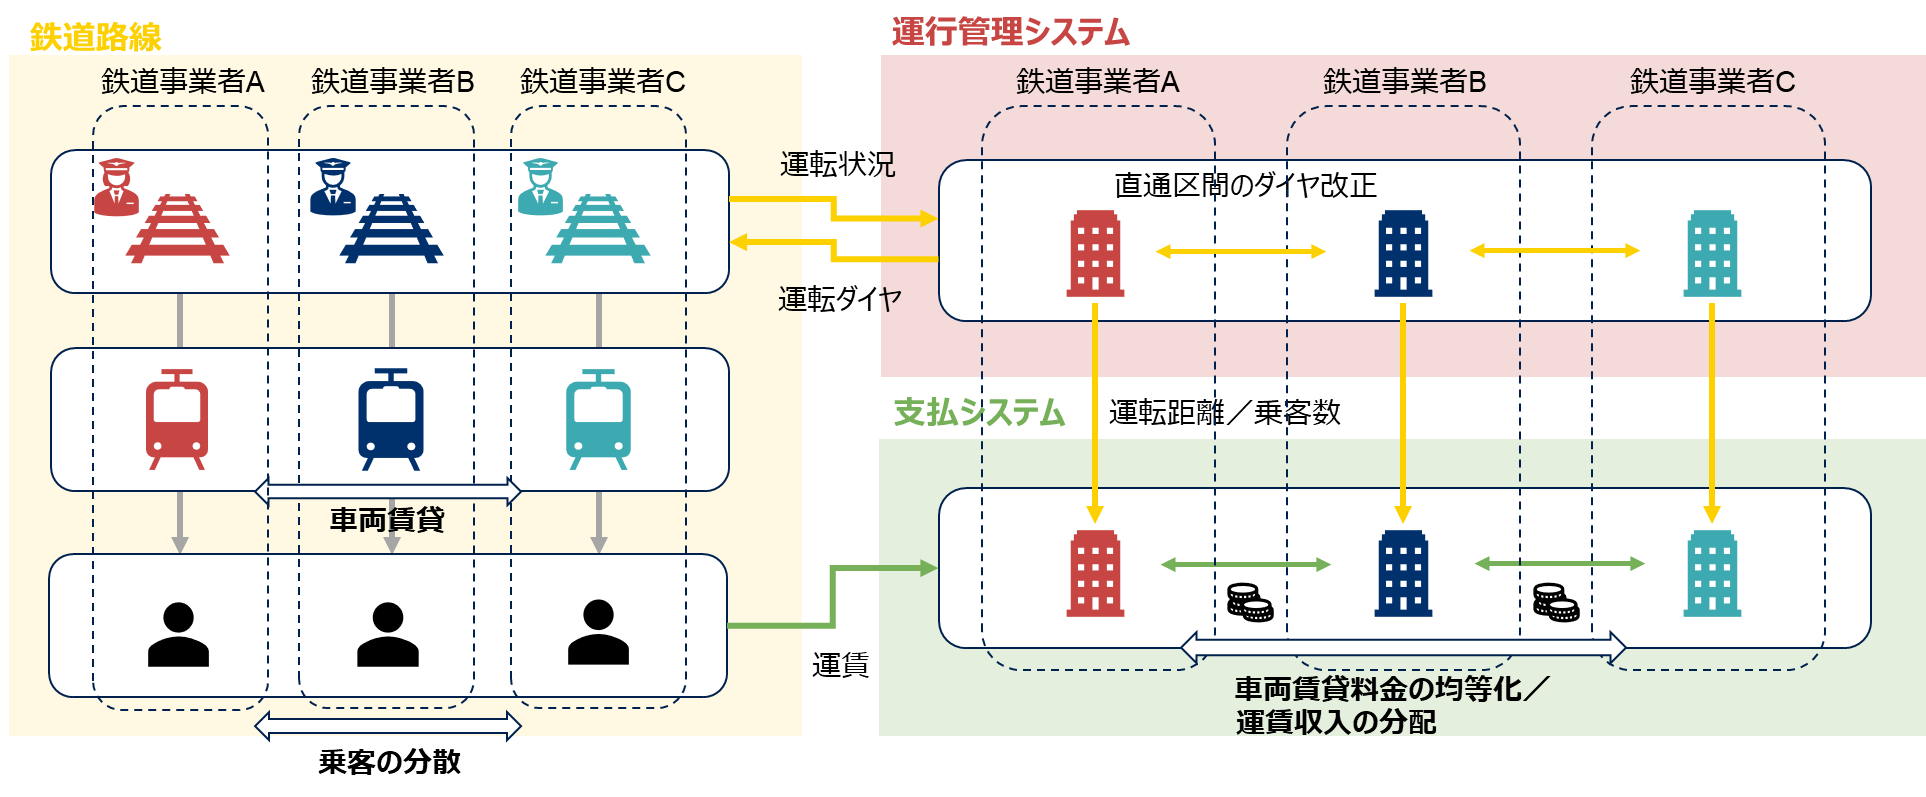 鉄道路線
鉄道事業者A
鉄道事業者B
鉄道事業者C
車両賃貸
乗客の分散
運転状況
運転ダイヤ
運賃
運行管理システム
鉄道事業者A
鉄道事業者B
鉄道事業者C
直通区間のダイヤ改正
支払システム
運転距離／乗客数
車両賃貸料金の均等化／
運賃収入の分配